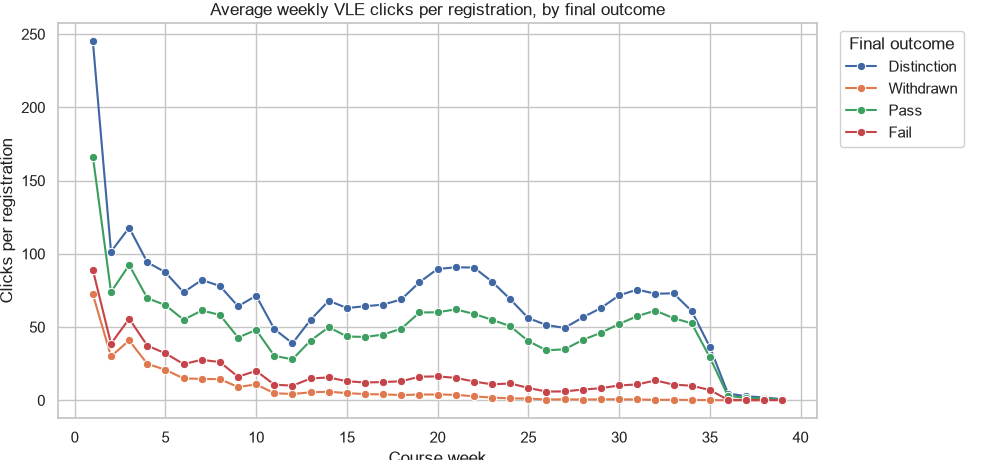 Average weekly VLE clicks per registration, by final outcome
250
200
150
100
50
0
Clicks per registration
0 5 10 15 20 25 30 35 40
Course week
Final outcome
Distinction
Withdrawn
Pass
Fail